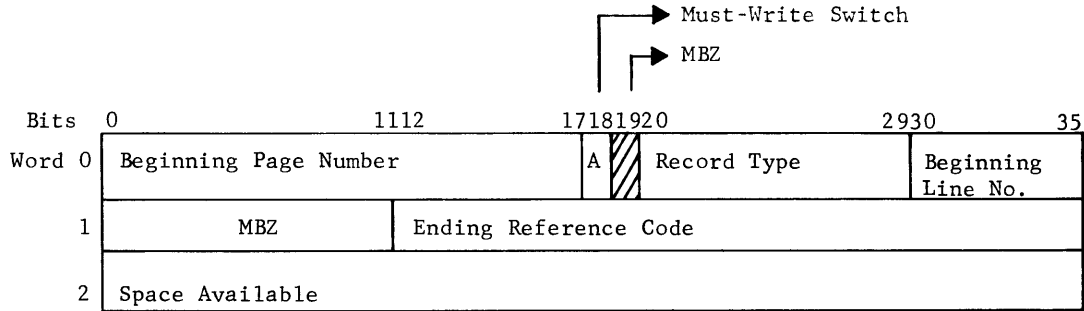 Must-Write Switch
MBZ
Bits 0 1112 17181920 2930 35
Word 0 Beginning Page Number A Record Type Beginning
Line No.
1 MBZ Ending Reference Code
2 Space Available